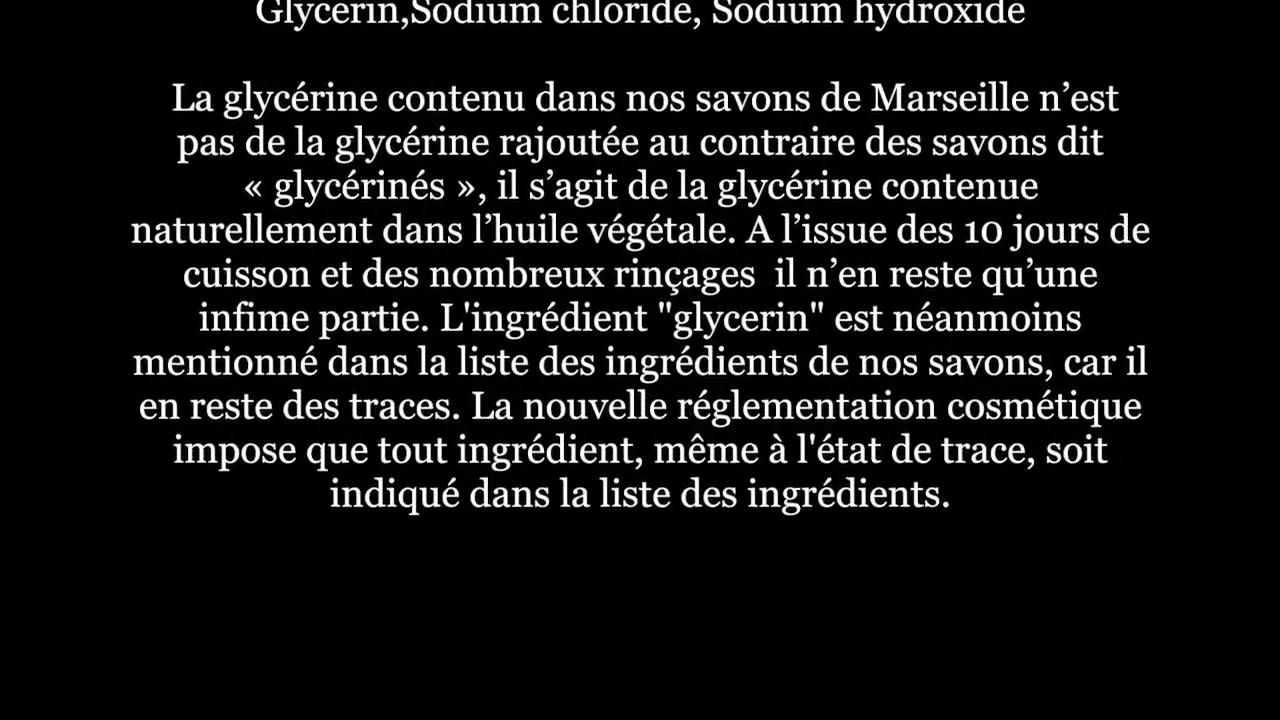 Glycerin,Sodium chloride, Sodium hydroxide
La glycérine contenu dans nos savons de Marseille n’est
pas de la glycérine rajoutée au contraire des savons dit
« glycérinés », il s’agit de la glycérine contenue
naturellement dans l’huile végétale. A l’issue des 10 jours de
cuisson et des nombreux rinçages  il n’en reste qu’une
infime partie. L'ingrédient "glycerin" est néanmoins
mentionné dans la liste des ingrédients de nos savons, car il
en reste des traces. La nouvelle réglementation cosmétique
impose que tout ingrédient, même à l'état de trace, soit
indiqué dans la liste des ingrédients.